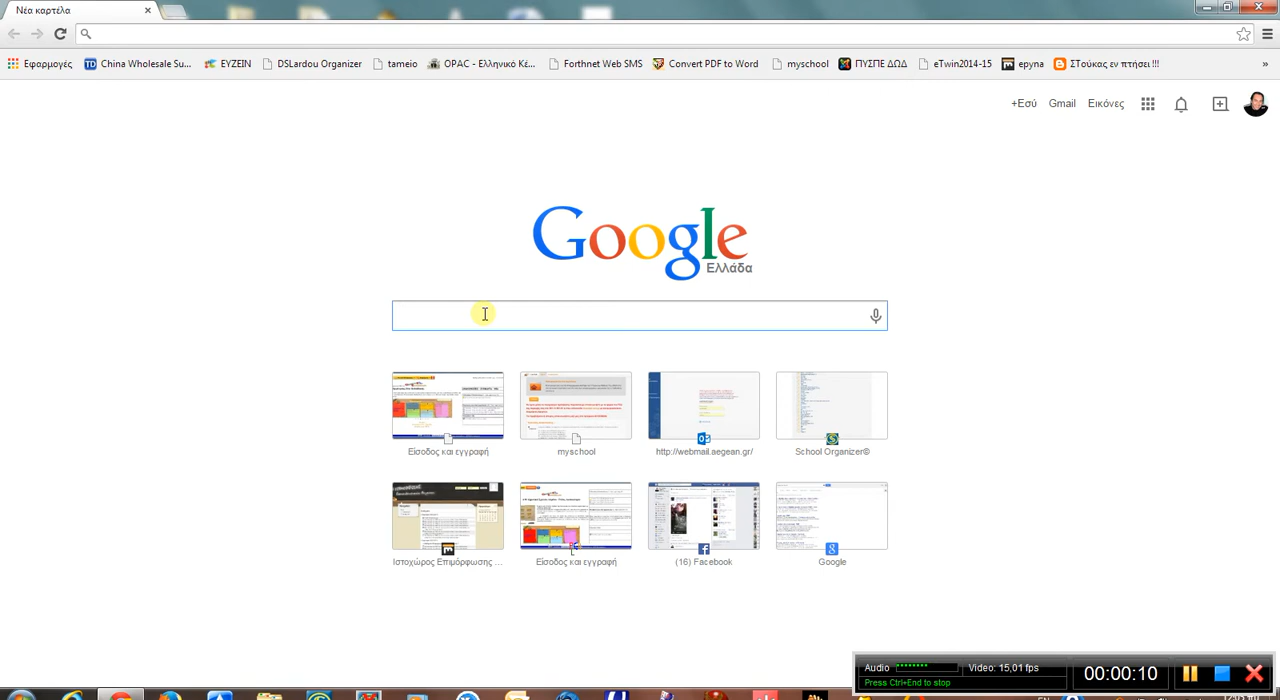 Νέα καρτέλα
Εφαρμογές China Wholesale Su... ΕΥΖΕΙΝ DSLardou Organizer tameio OPAC - Ελληνικό Κέ... Forthnet Web SMS Convert PDF to Word myschool ΠΥΣΠΕ ΔΩΔ eTwin2014-15 epyna ΣΤούκας εν πτήσει !!! »
+Εσύ Gmail Εικόνες
Google
Ελλάδα
Είσοδος και εγγραφή myschool http://webmail.aegean.gr/ School Organizer©
Ιστοχώρος Επιμόρφωσης ... Είσοδος και εγγραφή (16) Facebook Google
Audio Video: 15,01 fps 00:00:10
Press Ctrl+End to stop
EN